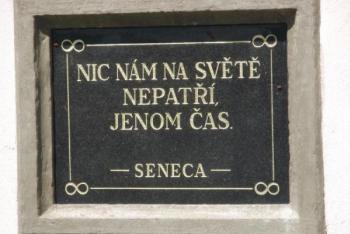 NIC NÁM NA SVĚTĚ
NEPATŘÍ,
JENOM ČAS.
— SENECA —